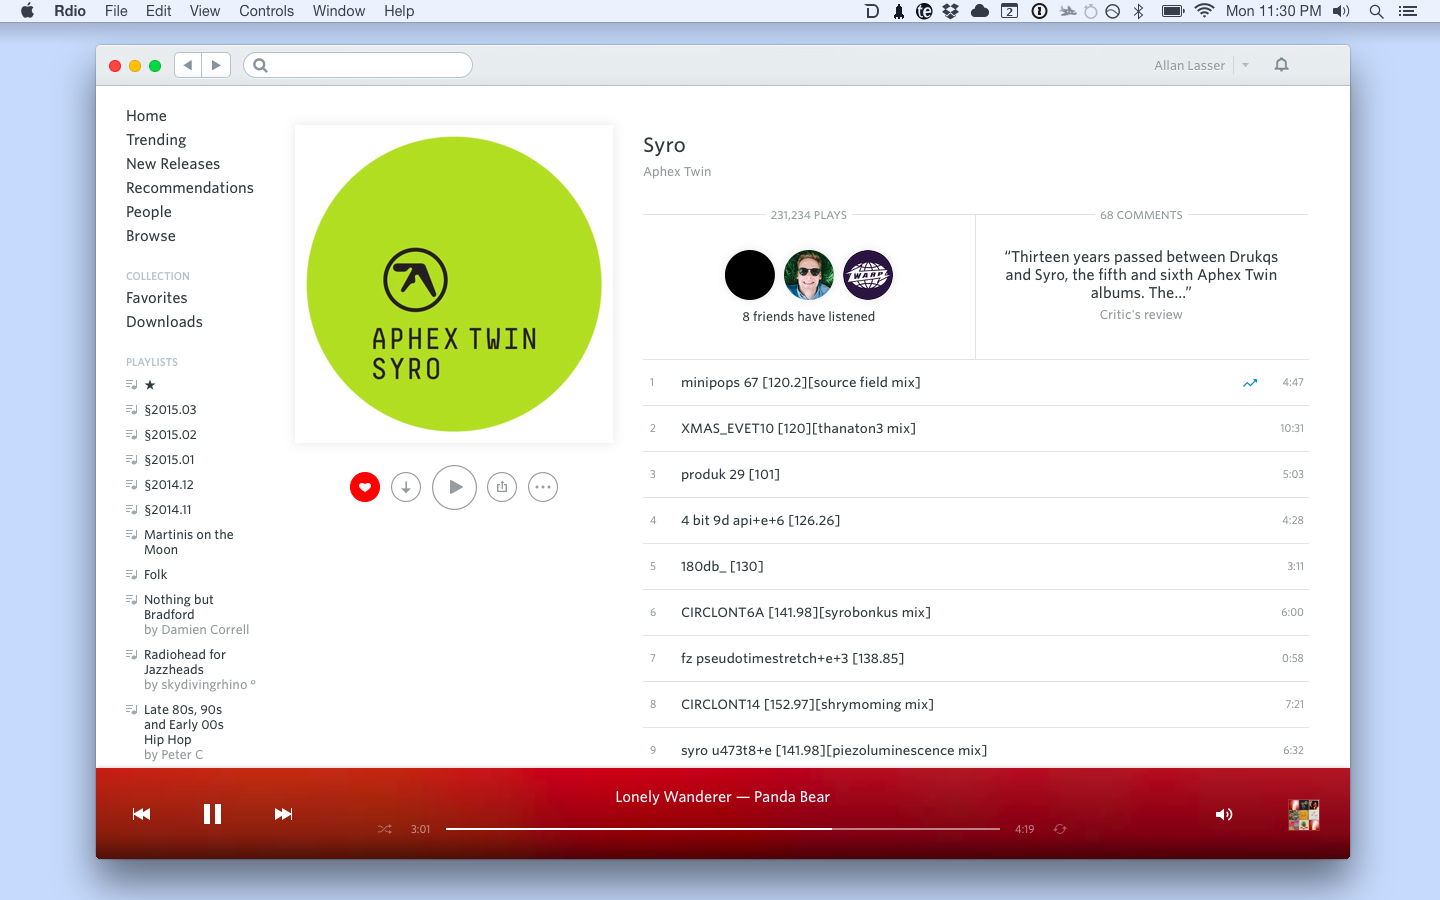 Rdio File Edit View Controls Window Help
2 Mon 11:30 PM
Allan Lasser
Home
Trending
New Releases
Recommendations
People
Browse
COLLECTION
Favorites
Downloads
PLAYLISTS
★
§2015.03
§2015.02
§2015.01
§2014.12
§2014.11
Martinis on the
Moon
Folk
Nothing but
Bradford
by Damien Correll
Radiohead for
Jazzheads
by skydivingrhino °
Late 80s, 90s
and Early 00s
Hip Hop
by Peter C
APHEX TWIN
SYRO
Syro
Aphex Twin
231,234 PLAYS
WARP
8 friends have listened
68 COMMENTS
“Thirteen years passed between Drukqs
and Syro, the fifth and sixth Aphex Twin
albums. The...”
Critic's review
1 minipops 67 [120.2][source field mix] 4:47
2 XMAS_EVET10 [120][thanaton3 mix] 10:31
3 produk 29 [101] 5:03
4 4 bit 9d api+e+6 [126.26] 4:28
5 180db_ [130] 3:11
6 CIRCLONT6A [141.98][syrobonkus mix] 6:00
7 fz pseudotimestretch+e+3 [138.85] 0:58
8 CIRCLONT14 [152.97][shrymoming mix] 7:21
9 syro u473t8+e [141.98][piezoluminescence mix] 6:32
Lonely Wanderer — Panda Bear
3:01 4:19